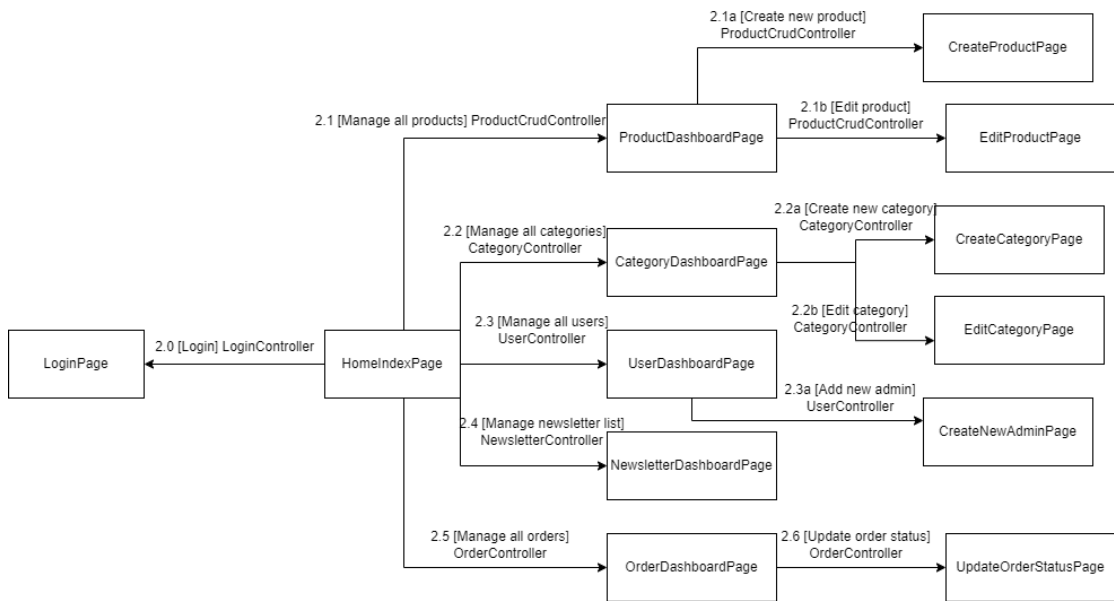 2.1a [Create new product]
ProductCrudController
CreateProductPage
2.1 [Manage all products] ProductCrudController
ProductDashboardPage
2.1b [Edit product]
ProductCrudController
EditProductPage
2.2 [Manage all categories]
CategoryController
CategoryDashboardPage
2.2a [Create new category]
CategoryController
CreateCategoryPage
2.2b [Edit category]
CategoryController
EditCategoryPage
LoginPage
2.0 [Login] LoginController
HomeIndexPage
2.3 [Manage all users]
UserController
UserDashboardPage
2.3a [Add new admin]
UserController
CreateNewAdminPage
2.4 [Manage newsletter list]
NewsletterController
NewsletterDashboardPage
2.5 [Manage all orders]
OrderController
OrderDashboardPage
2.6 [Update order status]
OrderController
UpdateOrderStatusPage